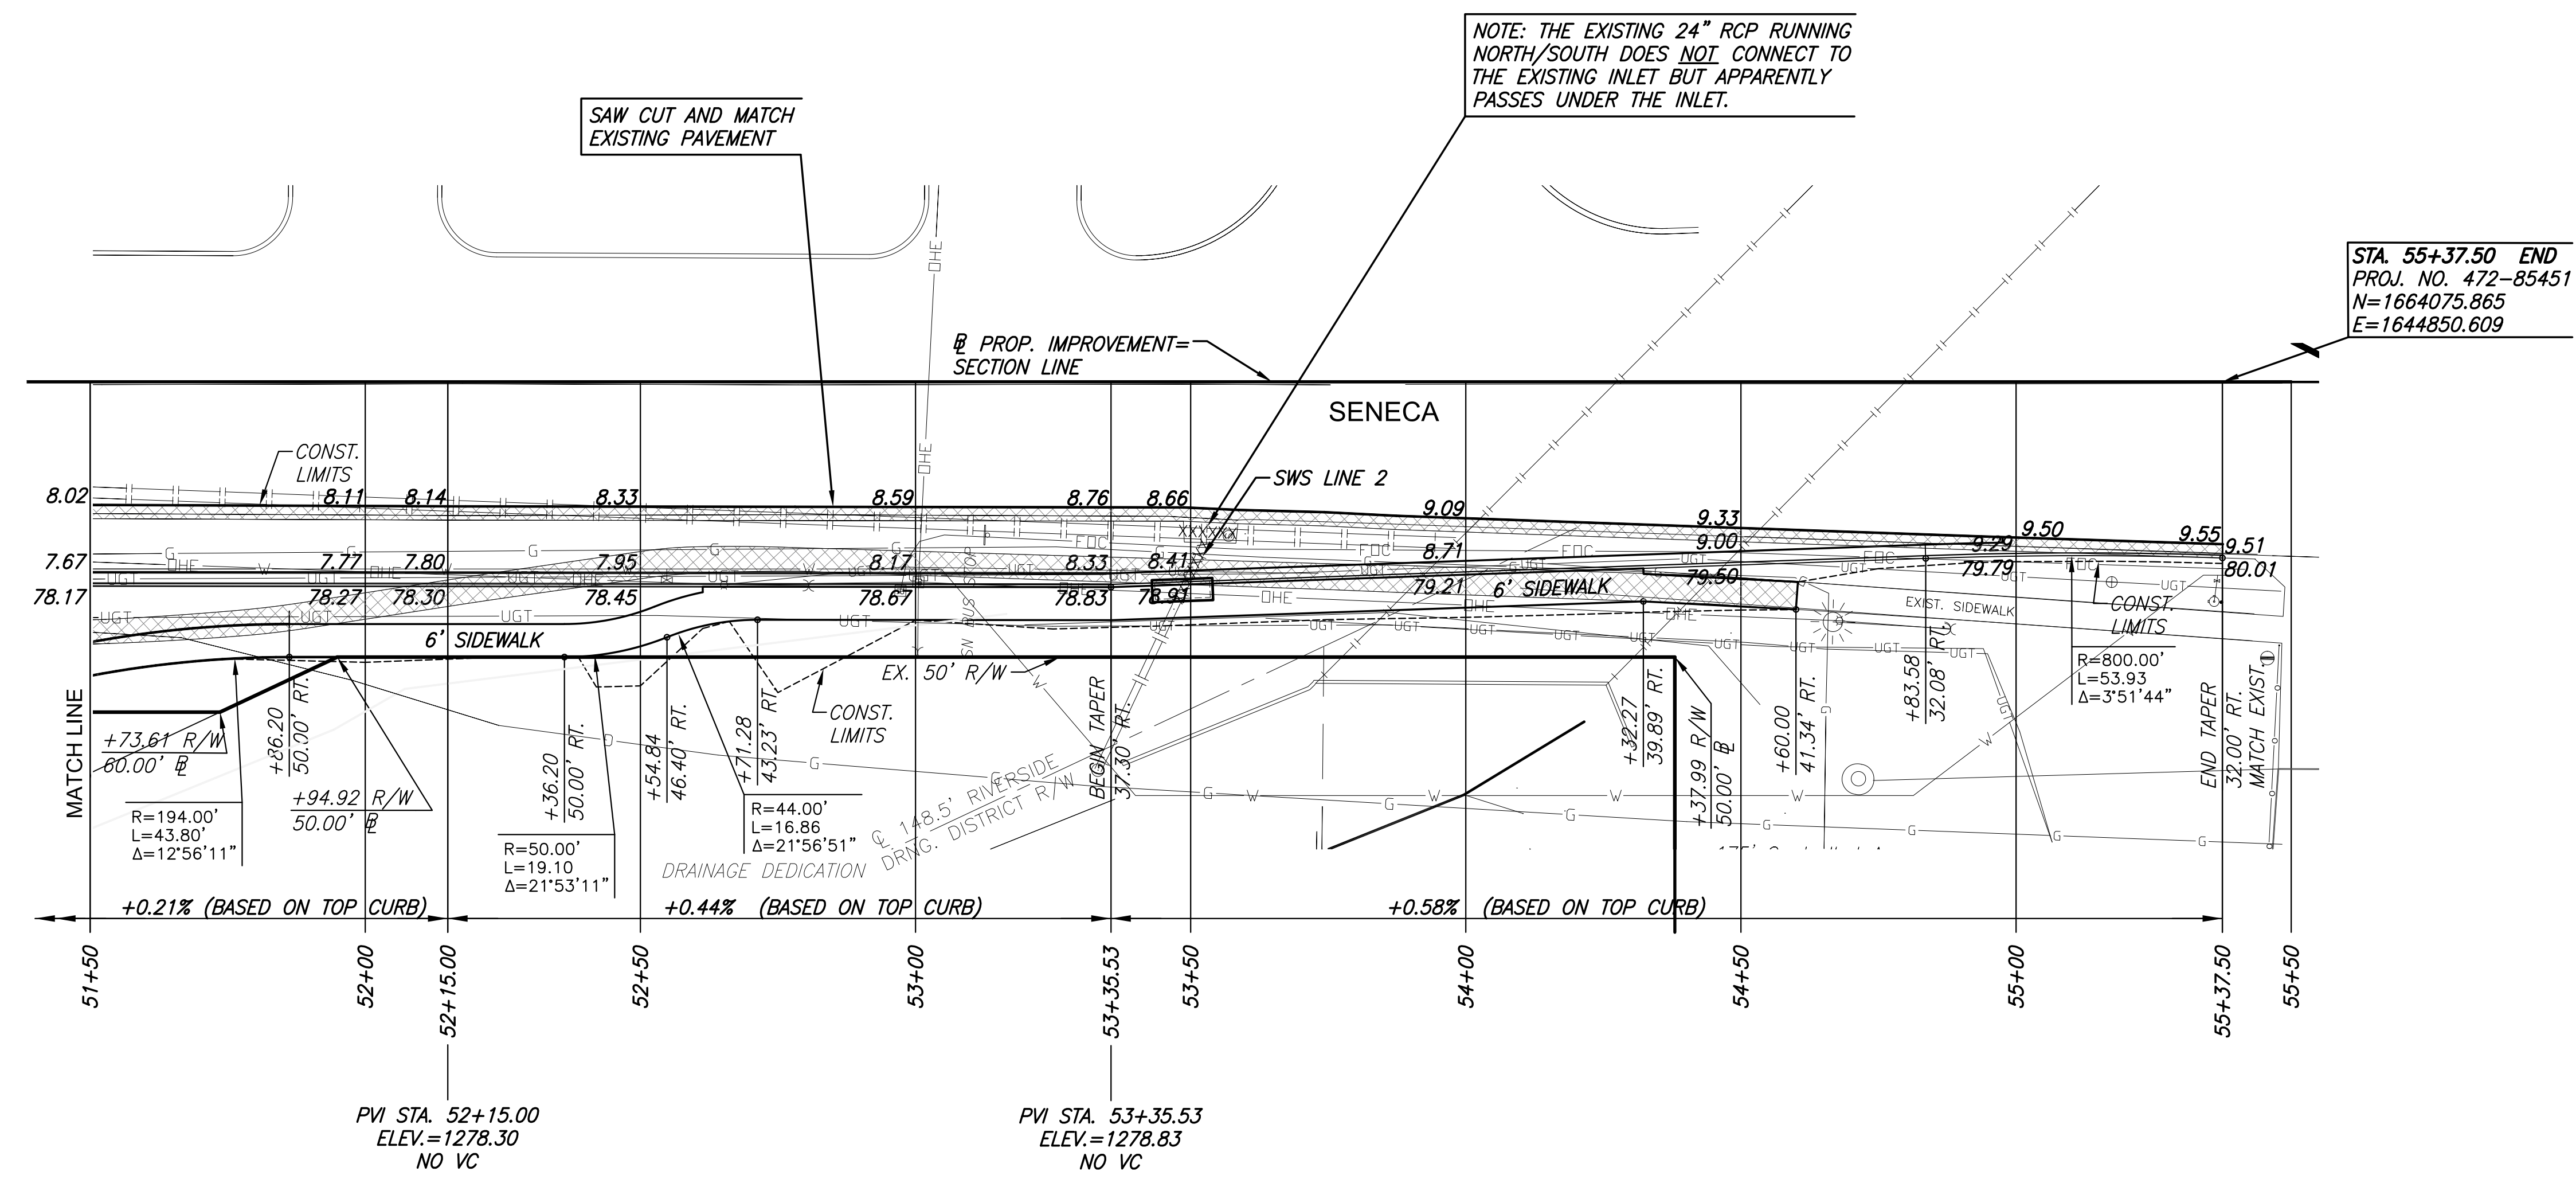 NOTE: THE EXISTING 24" RCP RUNNING
NORTH/SOUTH DOES NOT CONNECT TO
THE EXISTING INLET BUT APPARENTLY
PASSES UNDER THE INLET.
SAW CUT AND MATCH
EXISTING PAVEMENT
STA. 55+37.50 END
PROJ. NO. 472-85451
N=1664075.865
E=1644850.609
PROP. IMPROVEMENT=
SECTION LINE
SENECA
OHE
OHE
CONST.
LIMITS
SWS LINE 2
8.02
8.11
8.14
8.33
8.59
8.76
8.66
9.09
9.33
9.50
9.55
9.51
7.67
7.77
7.80
7.95
8.17
8.33
8.41
8.71
9.00
9.29
78.17
78.27
78.30
78.45
78.67
78.83
78.91
79.21
79.50
79.79
80.01
6' SIDEWALK
6' SIDEWALK
EXIST. SIDEWALK
SN BUS STOP
EX. 50' R/W
CONST.
LIMITS
CONST.
LIMITS
MATCH LINE
+73.61 R/W
60.00' ℄
+86.20
50.00' RT.
+94.92 R/W
50.00' ℄
R=194.00'
L=43.80'
Δ=12°56'11"
+36.20
50.00' RT.
R=50.00'
L=19.10
Δ=21°53'11"
+54.84
46.40' RT.
+71.28
43.23' RT.
R=44.00'
L=16.86
Δ=21°56'51"
DRAINAGE DEDICATION
℄ 148.5' RIVERSIDE
DRNG. DISTRICT R/W
BEGIN TAPER
37.30' RT.
+32.27
39.89' RT.
+37.99 R/W
50.00' ℄
+60.00
41.34' RT.
+83.58
32.08' RT.
R=800.00'
L=53.93
Δ=3°51'44"
END TAPER
32.00' RT.
MATCH EXIST.
+0.21% (BASED ON TOP CURB)
+0.44% (BASED ON TOP CURB)
+0.58% (BASED ON TOP CURB)
51+50
52+00
52+15.00
52+50
53+00
53+35.53
53+50
54+00
54+50
55+00
55+37.50
55+50
PVI STA. 52+15.00
ELEV.=1278.30
NO VC
PVI STA. 53+35.53
ELEV.=1278.83
NO VC